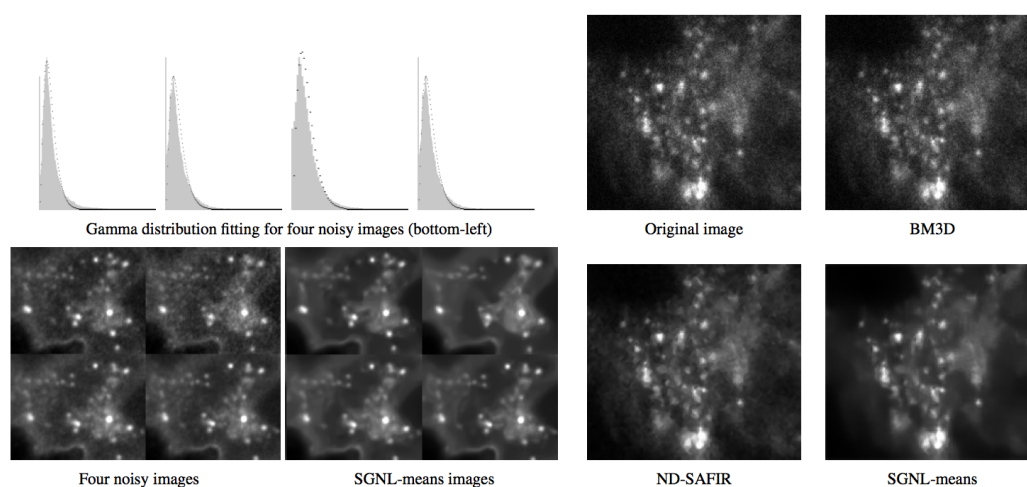 Gamma distribution fitting for four noisy images (bottom-left)
Original image
BM3D
Four noisy images
SGNL-means images
ND-SAFIR
SGNL-means